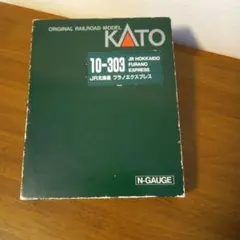 ORIGINAL RAILROAD MODEL
KATO
10-303
JR HOKKAIDO
FURANO
EXPRESS
JR北海道 フラノエクスプレス
N-GAUGE